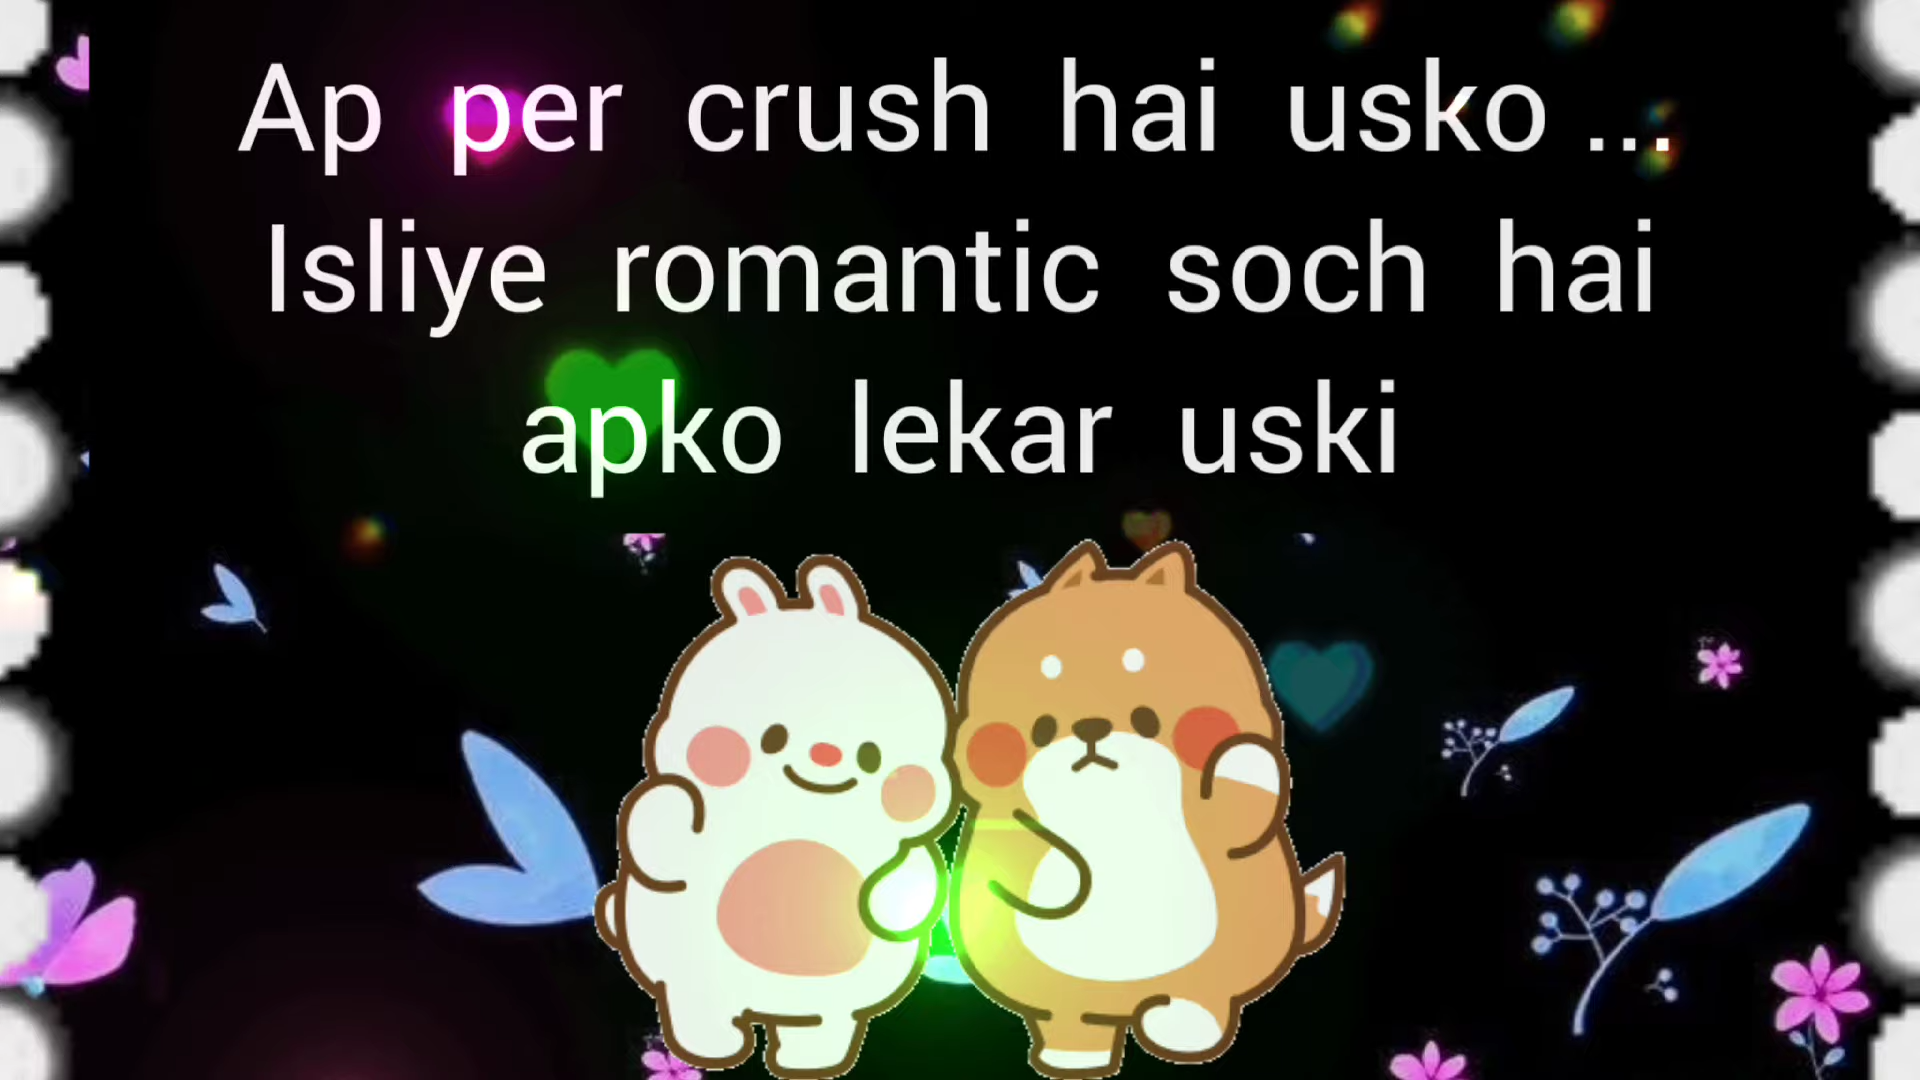 Ap per crush hai usko ...
Isliye romantic soch hai
apko lekar uski